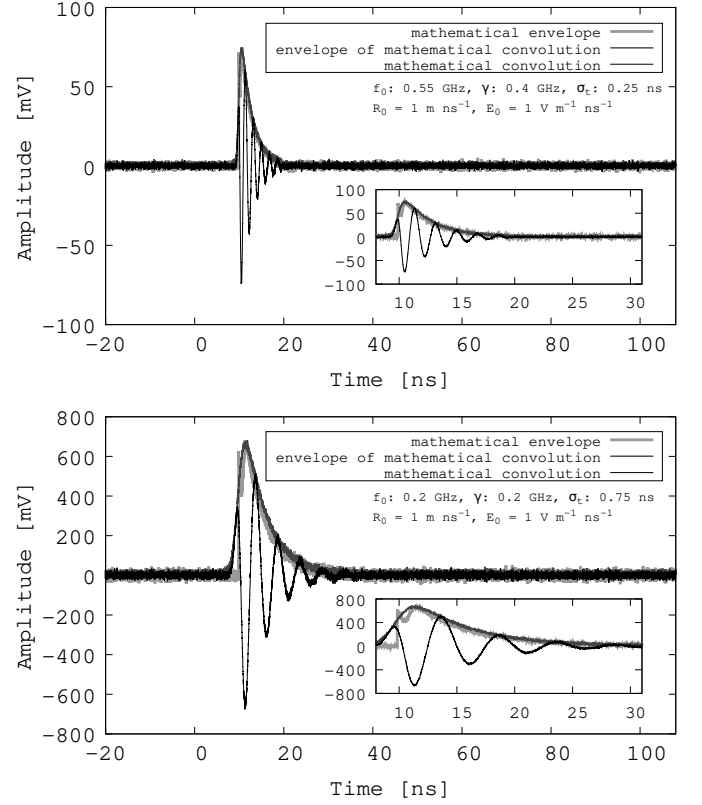 100
50
0
−50
−100
Amplitude [mV]
mathematical envelope
envelope of mathematical convolution
mathematical convolution
f₀: 0.55 GHz, γ: 0.4 GHz, σₜ: 0.25 ns
R₀ = 1 m ns⁻¹, E₀ = 1 V m⁻¹ ns⁻¹
100
50
0
−50
−100
10 15 20 25 30
−20 0 20 40 60 80 100
Time [ns]
800
600
400
200
0
−200
−400
−600
−800
Amplitude [mV]
mathematical envelope
envelope of mathematical convolution
mathematical convolution
f₀: 0.2 GHz, γ: 0.2 GHz, σₜ: 0.75 ns
R₀ = 1 m ns⁻¹, E₀ = 1 V m⁻¹ ns⁻¹
800
400
0
−400
−800
10 15 20 25 30
−20 0 20 40 60 80 100
Time [ns]